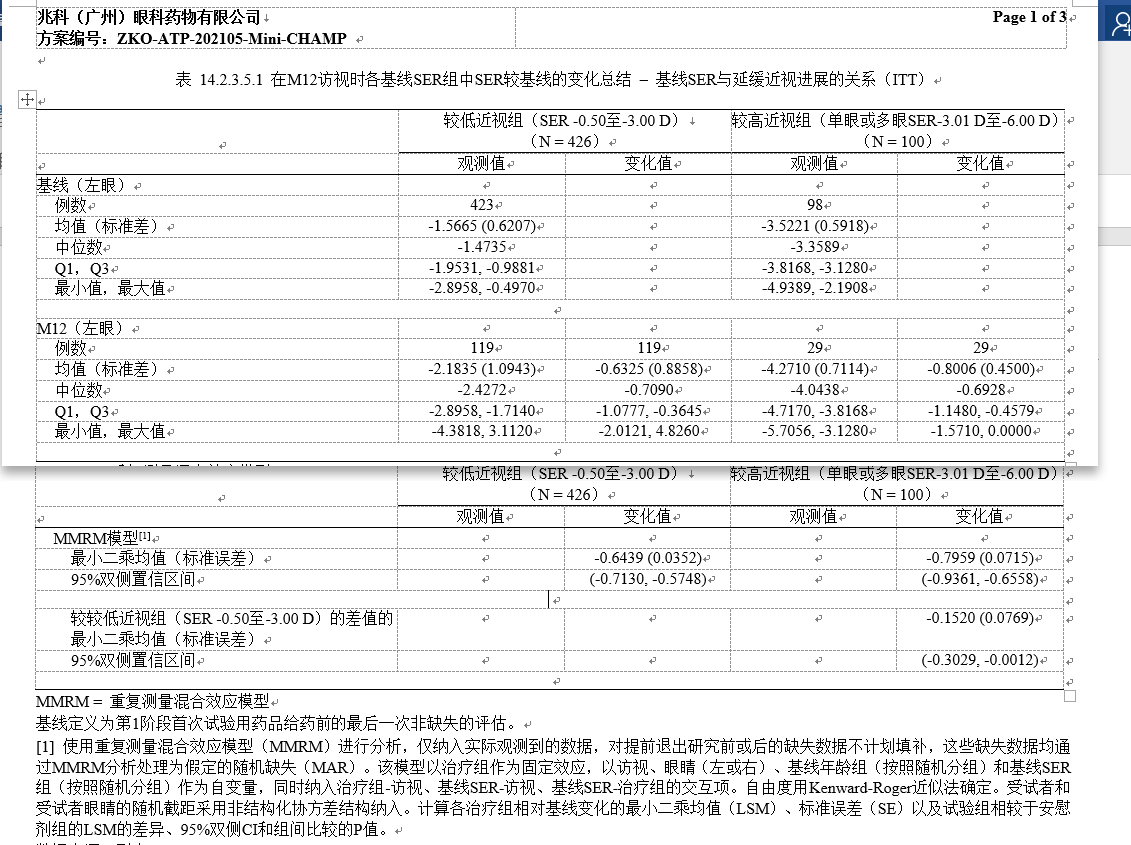 兆科（广州）眼科药物有限公司
Page 1 of 3
方案编号：ZKO-ATP-202105-Mini-CHAMP
表 14.2.3.5.1 在M12访视时各基线SER组中SER较基线的变化总结 – 基线SER与延缓近视进展的关系（ITT）
较低近视组（SER -0.50至-3.00 D） 较高近视组（单眼或多眼SER-3.01 D至-6.00 D）
（N = 426） （N = 100）
观测值 变化值 观测值 变化值
基线（左眼）
例数 423 98
均值（标准差） -1.5665 (0.6207) -3.5221 (0.5918)
中位数 -1.4735 -3.3589
Q1，Q3 -1.9531, -0.9881 -3.8168, -3.1280
最小值，最大值 -2.8958, -0.4970 -4.9389, -2.1908
M12（左眼）
例数 119 119 29 29
均值（标准差） -2.1835 (1.0943) -0.6325 (0.8858) -4.2710 (0.7114) -0.8006 (0.4500)
中位数 -2.4272 -0.7090 -4.0438 -0.6928
Q1，Q3 -2.8958, -1.7140 -1.0777, -0.3645 -4.7170, -3.8168 -1.1480, -0.4579
最小值，最大值 -4.3818, 3.1120 -2.0121, 4.8260 -5.7056, -3.1280 -1.5710, 0.0000
较低近视组（SER -0.50至-3.00 D） 较高近视组（单眼或多眼SER-3.01 D至-6.00 D）
（N = 426） （N = 100）
观测值 变化值 观测值 变化值
MMRM模型[1]
最小二乘均值（标准误差） -0.6439 (0.0352) -0.7959 (0.0715)
95%双侧置信区间 (-0.7130, -0.5748) (-0.9361, -0.6558)
较较低近视组（SER -0.50至-3.00 D）的差值的 -0.1520 (0.0769)
最小二乘均值（标准误差）
95%双侧置信区间 (-0.3029, -0.0012)
MMRM = 重复测量混合效应模型
基线定义为第1阶段首次试验用药品给药前的最后一次非缺失的评估。
[1] 使用重复测量混合效应模型（MMRM）进行分析，仅纳入实际观测到的数据，对提前退出研究前或后的缺失数据不计划填补，这些缺失数据均通
过MMRM分析处理为假定的随机缺失（MAR）。该模型以治疗组作为固定效应，以访视、眼睛（左或右）、基线年龄组（按照随机分组）和基线SER
组（按照随机分组）作为自变量，同时纳入治疗组-访视、基线SER-访视、基线SER-治疗组的交互项。自由度用Kenward-Roger近似法确定。受试者和
受试者眼睛的随机截距采用非结构化协方差结构纳入。计算各治疗组相对基线变化的最小二乘均值（LSM）、标准误差（SE）以及试验组相较于安慰
剂组的LSM的差异、95%双侧CI和组间比较的P值。